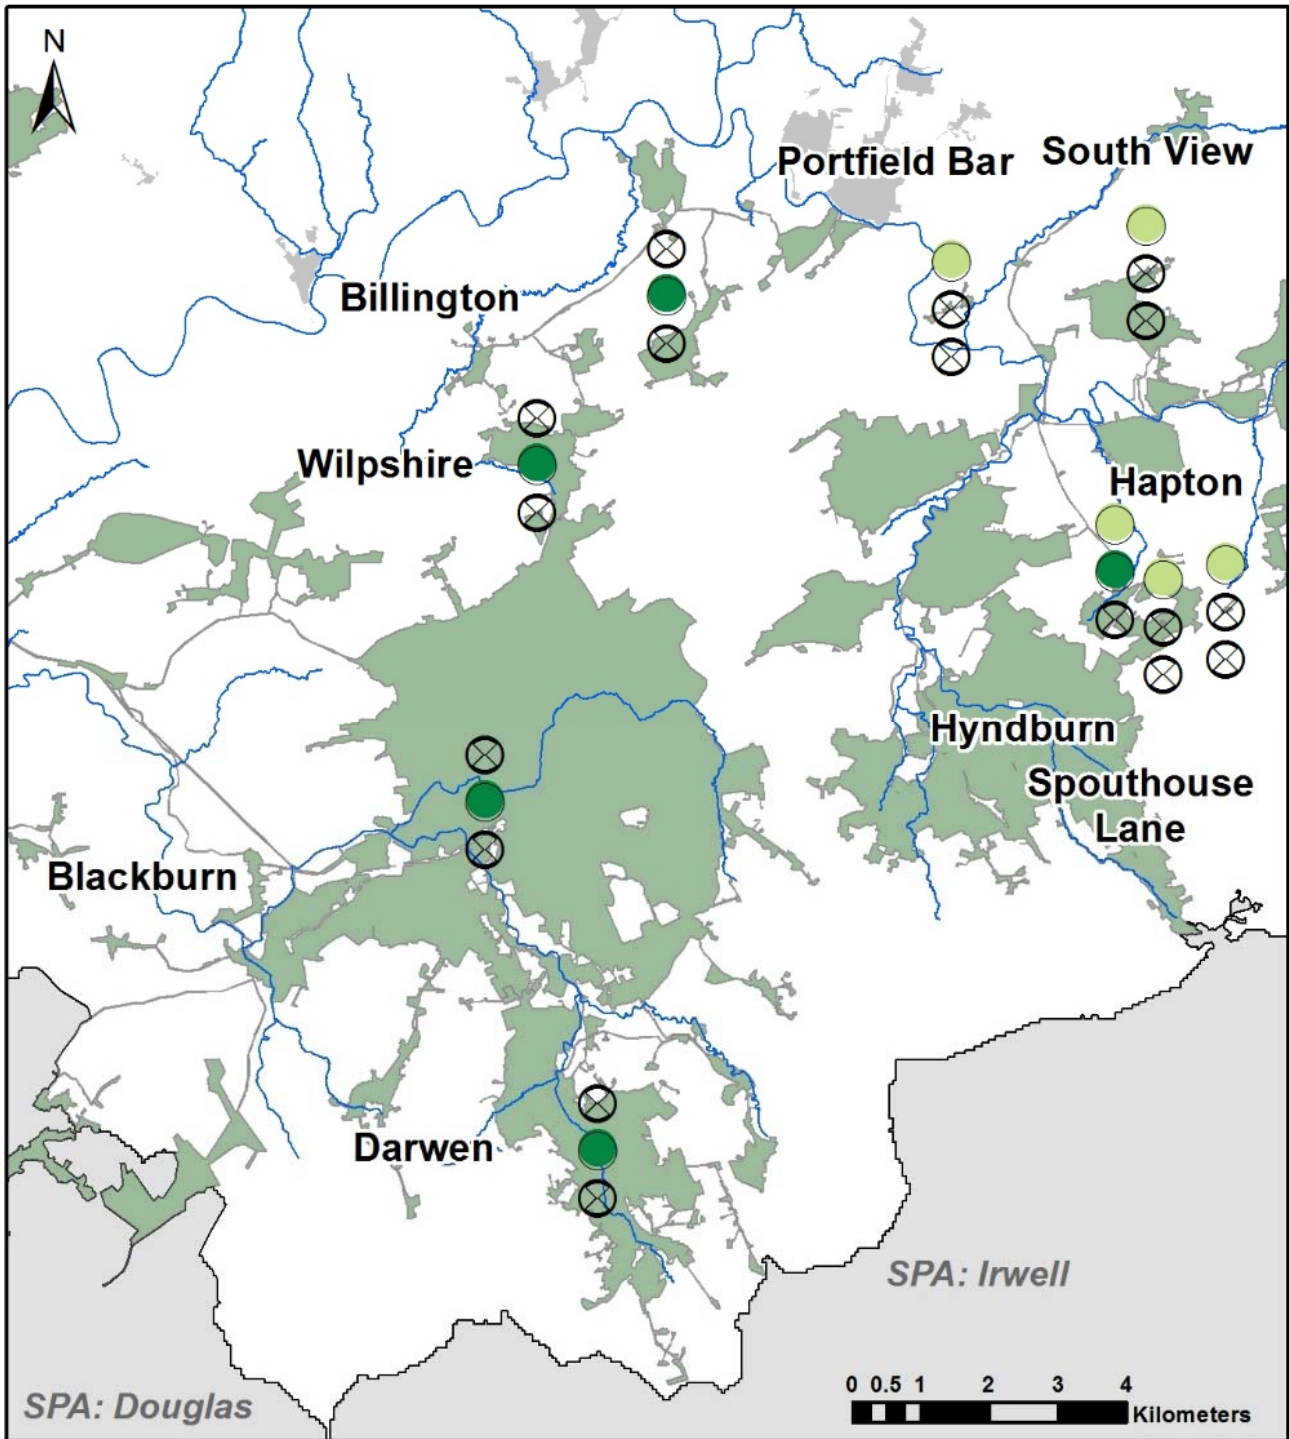 N
Portfield Bar
South View
Billington
Wilpshire
Hapton
Hyndburn
Spouthouse
Lane
Blackburn
Darwen
SPA: Irwell
SPA: Douglas
0 0.5 1 2 3 4
Kilometers